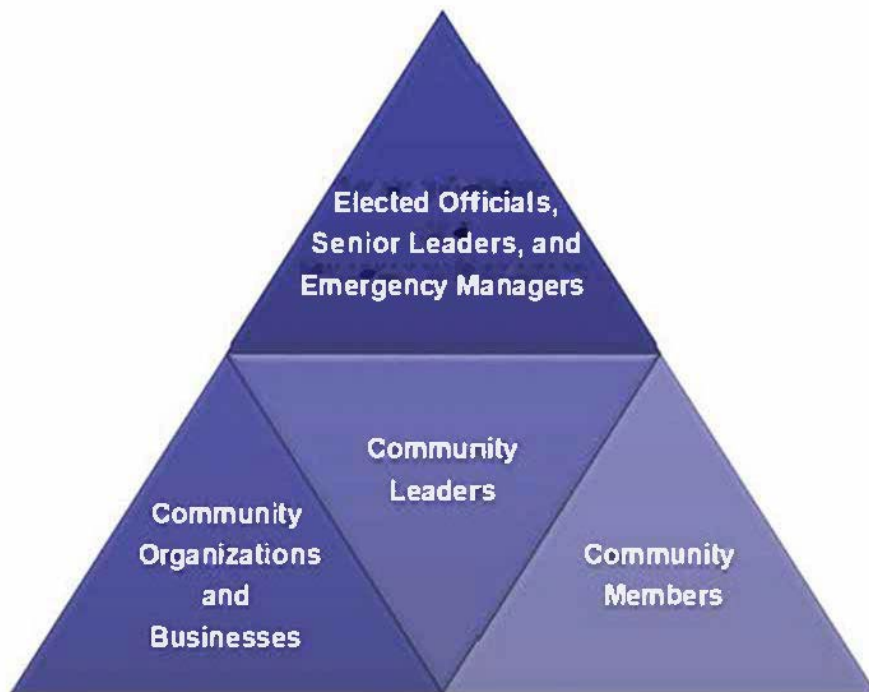 Elected Officials,
Senior Leaders, and
Emergency Managers
Community
Leaders
Community
Organizations
and
Businesses
Community
Members